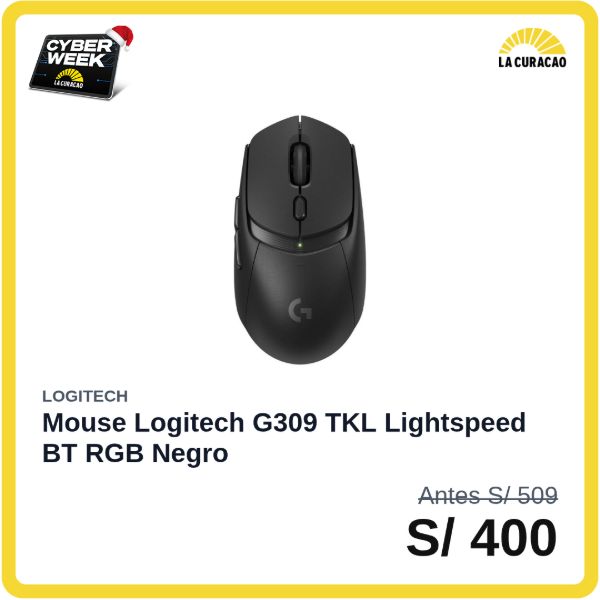 CYBER
WEEK
LA CURACAO
LA CURACAO
LOGITECH
Mouse Logitech G309 TKL Lightspeed
BT RGB Negro
Antes S/ 509
S/ 400